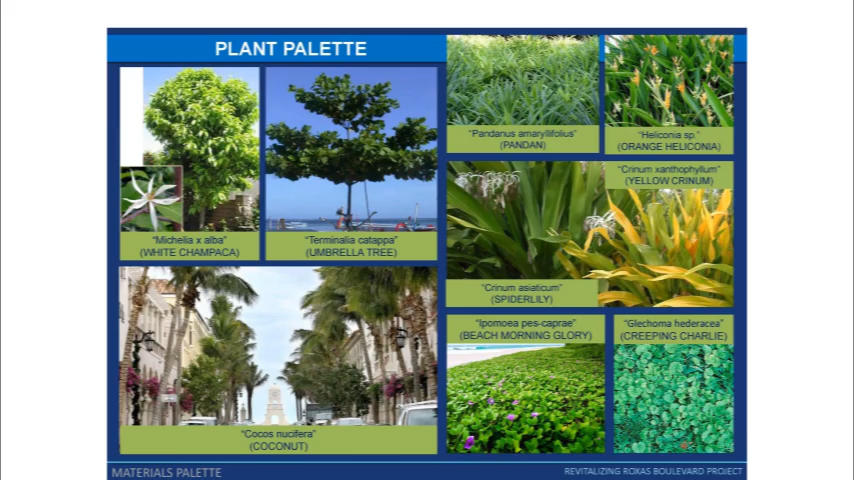 PLANT PALETTE
"Michelia x alba"
(WHITE CHAMPACA)
"Terminalia catappa"
(UMBRELLA TREE)
"Cocos nucifera"
(COCONUT)
"Pandanus amaryllifolius"
(PANDAN)
"Heliconia sp."
(ORANGE HELICONIA)
"Crinum xanthophyllum"
(YELLOW CRINUM)
"Crinum asiaticum"
(SPIDERLILY)
"Ipomoea pes-caprae"
(BEACH MORNING GLORY)
"Glechoma hederacea"
(CREEPING CHARLIE)
MATERIALS PALETTE
REVITALIZING ROXAS BOULEVARD PROJECT